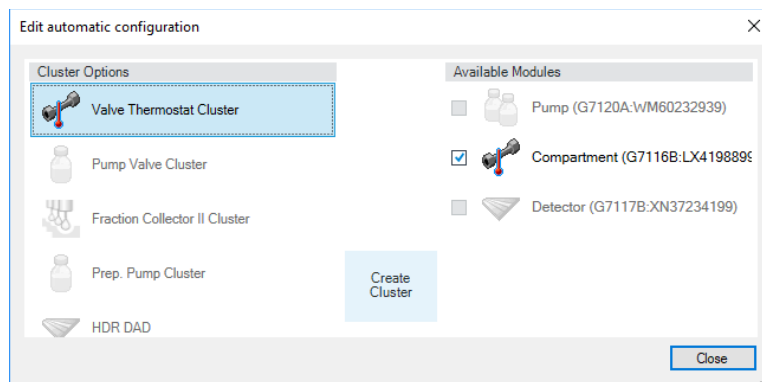 Edit automatic configuration
Cluster Options
Available Modules
Valve Thermostat Cluster
Pump (G7120A:WM60232939)
Pump Valve Cluster
Compartment (G7116B:LX4198899
Fraction Collector II Cluster
Detector (G7117B:XN37234199)
Prep. Pump Cluster
Create
Cluster
HDR DAD
Close